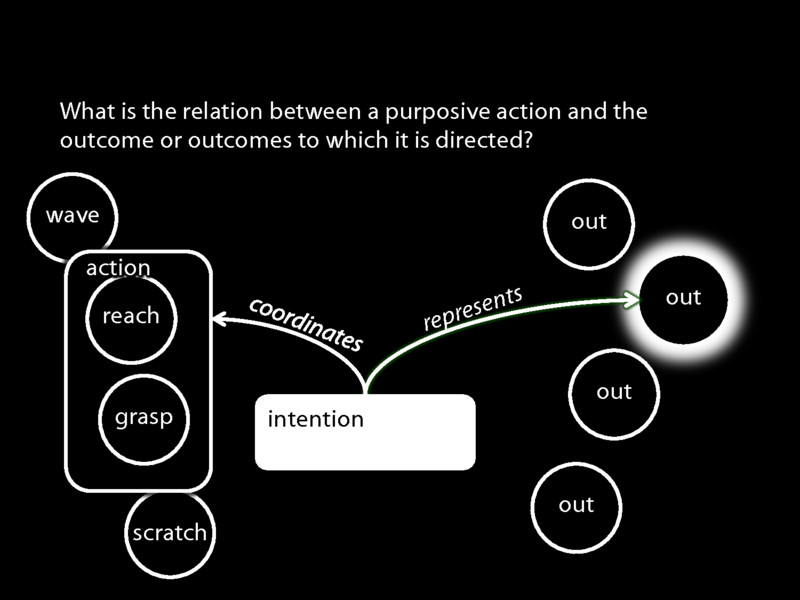 What is the relation between a purposive action and the
outcome or outcomes to which it is directed?
wave
action
reach
grasp
scratch
coordinates
represents
intention
out
out
out
out